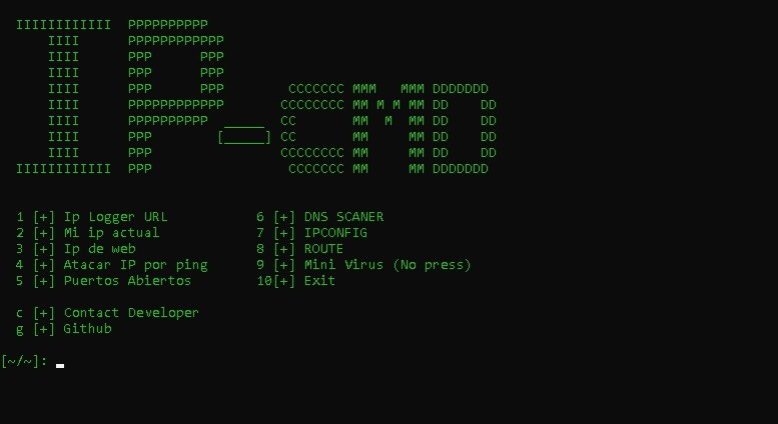 IIIIIIIIIIII  PPPPPPPPPP
    IIII      PPPPPPPPPPPP
    IIII      PPP      PPP
    IIII      PPP      PPP
    IIII      PPP      PPP        CCCCCCC MMM   MMM DDDDDDD
    IIII      PPPPPPPPPPPP       CCCCCCCC MM M M MM DD    DD
    IIII      PPPPPPPPPP  _____  CC       MM  M  MM DD    DD
    IIII      PPP        [_____] CC       MM     MM DD    DD
    IIII      PPP                CCCCCCCC MM     MM DD    DD
IIIIIIIIIIII  PPP                 CCCCCCC MM     MM DDDDDDD
1 [+] Ip Logger URL           6 [+] DNS SCANER
2 [+] Mi ip actual            7 [+] IPCONFIG
3 [+] Ip de web               8 [+] ROUTE
4 [+] Atacar IP por ping      9 [+] Mini Virus (No press)
5 [+] Puertos Abiertos        10[+] Exit
c [+] Contact Developer
g [+] Github
[~/~]: _